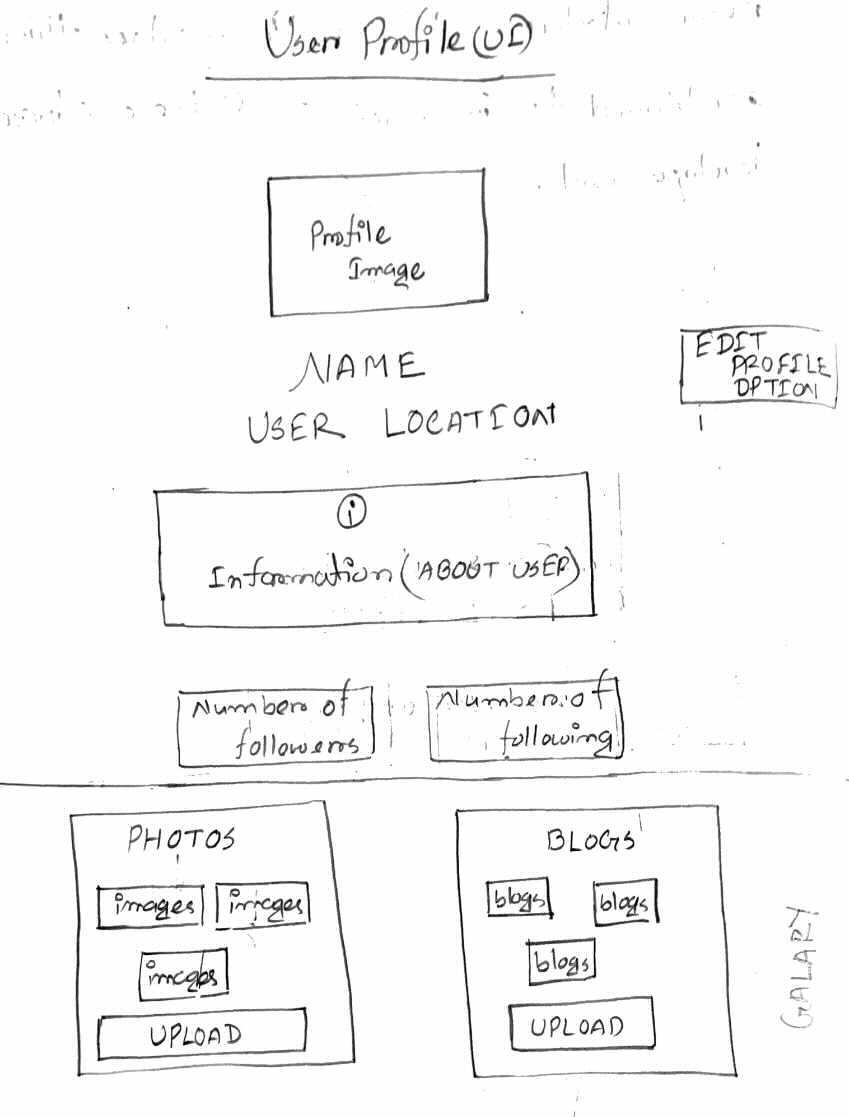 User Profile (UI)
Profile
Image
EDIT
PROFILE
OPTION
NAME
USER LOCATION
i
Information (ABOUT USER)
Number of
followers
Number of
following
PHOTOS
images images
images
UPLOAD
BLOGS
blogs blogs
blogs
UPLOAD
GALARY